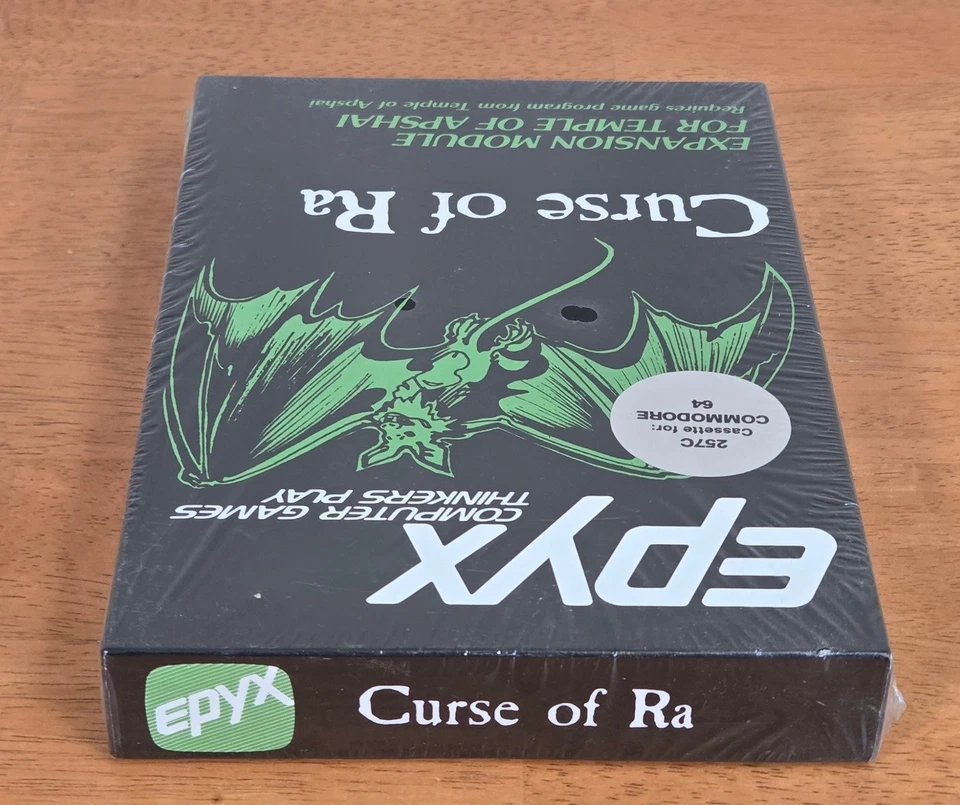 EPYX
COMPUTER GAMES
THINKERS PLAY
257C
Cassette for:
COMMODORE
64
Curse of Ra
EXPANSION MODULE
FOR TEMPLE OF APSHAI
Requires game program from Temple of Apshai
EPYX
Curse of Ra